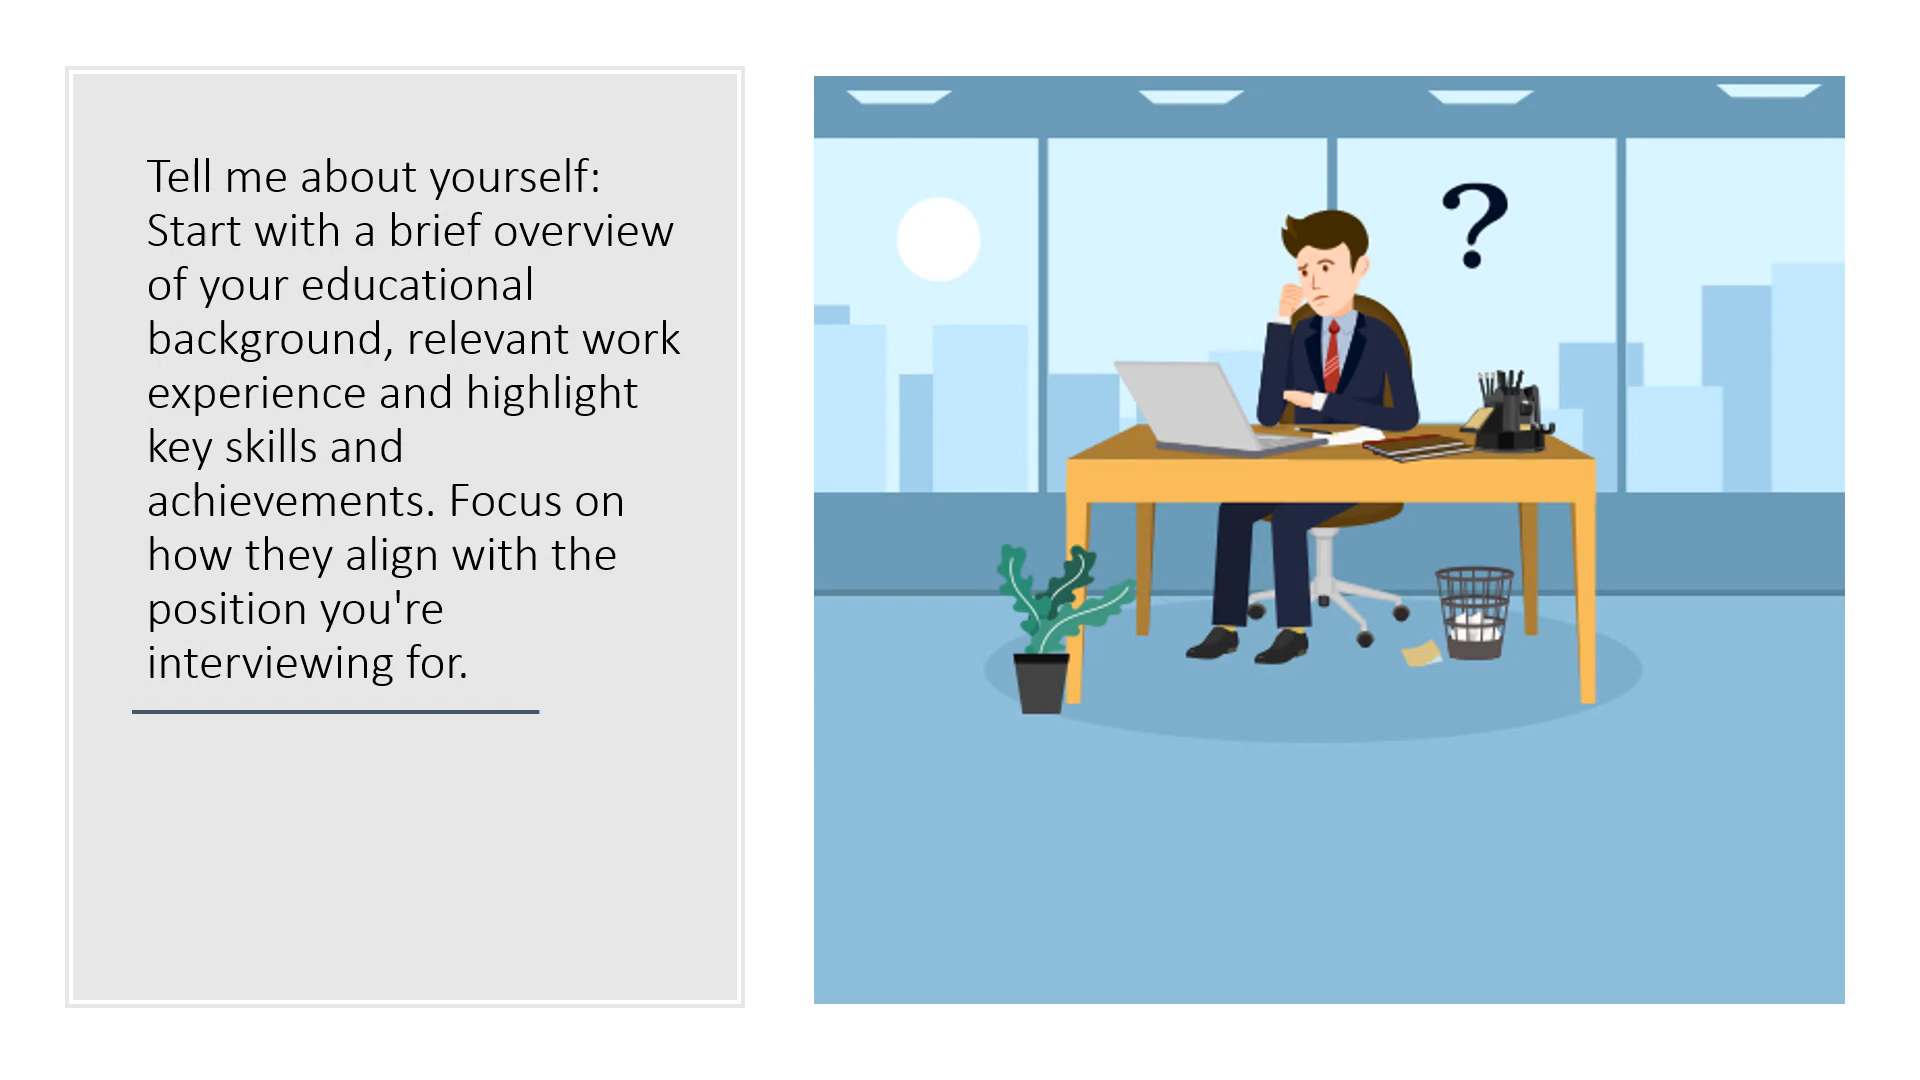 Tell me about yourself:
Start with a brief overview
of your educational
background, relevant work
experience and highlight
key skills and
achievements. Focus on
how they align with the
position you're
interviewing for.
?